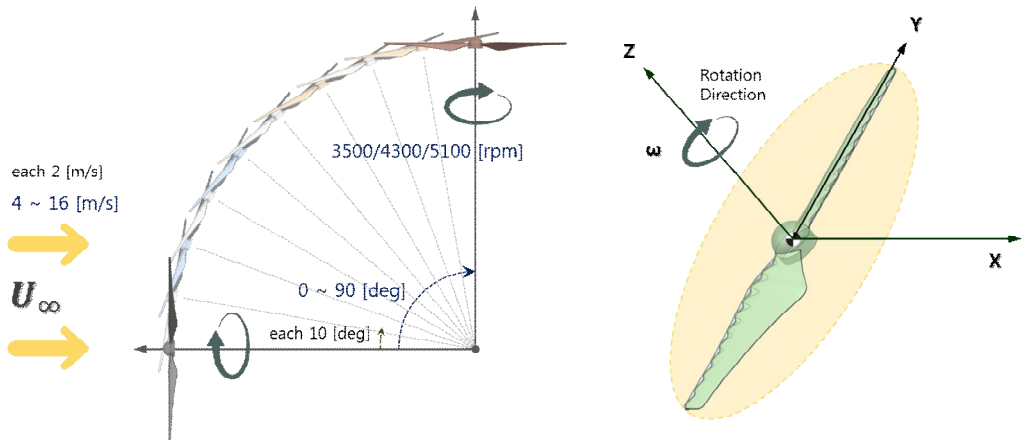 each 2 [m/s]
4 ~ 16 [m/s]
U∞
3500/4300/5100 [rpm]
0 ~ 90 [deg]
each 10 [deg]
Z
Y
Rotation
Direction
ω
X